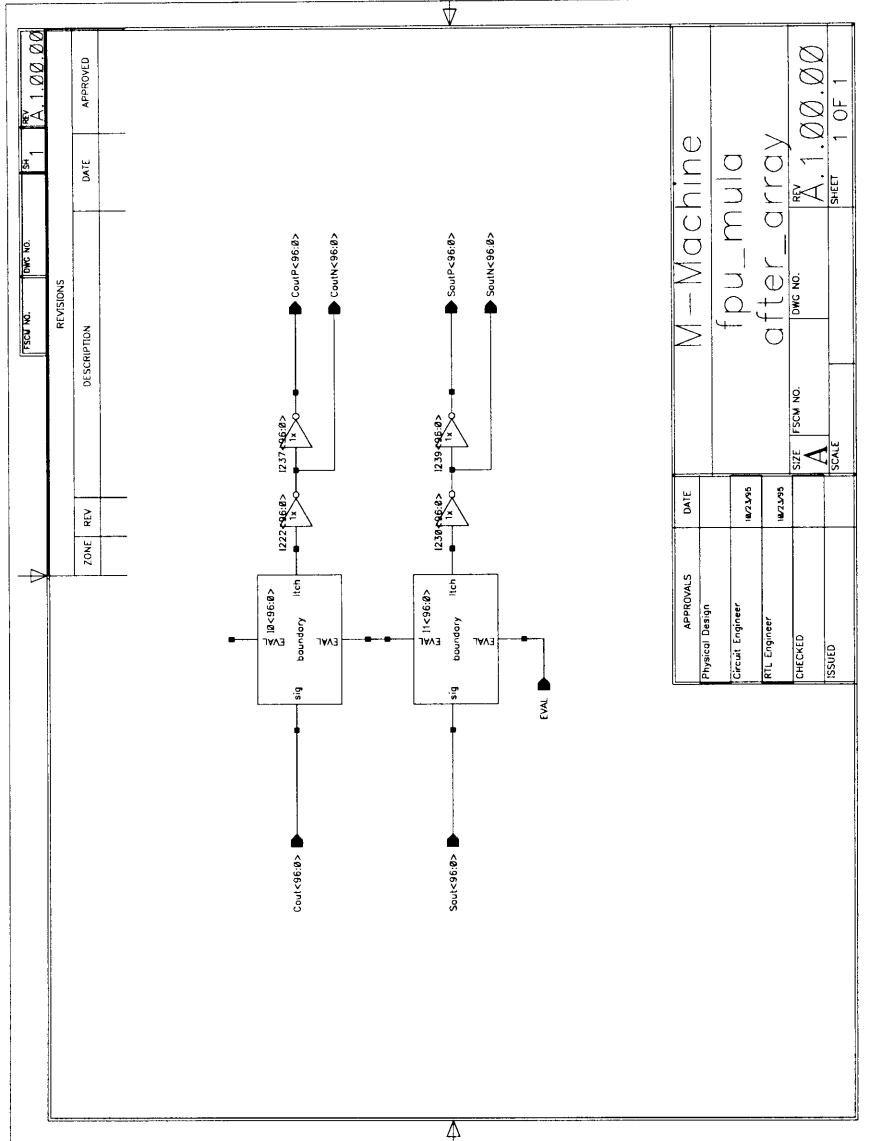 FSCM NO. DWG NO. SH 1 REV A.1.00.00
REVISIONS
ZONE REV DESCRIPTION DATE APPROVED
I0<96:0>
EVAL
sig boundary ltch
EVAL
I222<96:0>
1x
I237<96:0>
1x
Cout<96:0>
CoutP<96:0>
CoutN<96:0>
I1<96:0>
EVAL
sig boundary ltch
EVAL
I230<96:0>
1x
I239<96:0>
1x
Sout<96:0>
SoutP<96:0>
SoutN<96:0>
EVAL
APPROVALS DATE
Physical Design
Circuit Engineer 10/23/95
RTL Engineer 10/23/95
CHECKED
ISSUED
M-Machine
fpu_mula
after_array
SIZE A FSCM NO. DWG NO. REV A.1.00.00
SCALE SHEET 1 OF 1